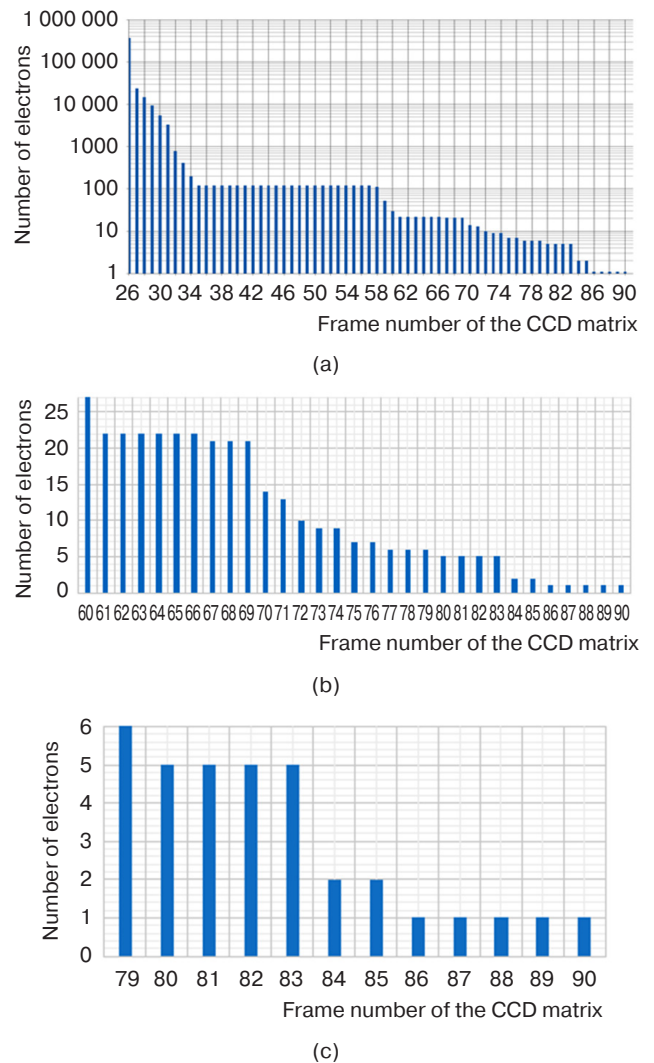 Number of electrons
1 000 000
100 000
10 000
1000
100
10
1
26 30 34 38 42 46 50 54 58 62 66 70 74 78 82 86 90
Frame number of the CCD matrix
(a)
Number of electrons
25
20
15
10
5
0
60 61 62 63 64 65 66 67 68 69 70 71 72 73 74 75 76 77 78 79 80 81 82 83 84 85 86 87 88 89 90
Frame number of the CCD matrix
(b)
Number of electrons
6
5
4
3
2
1
0
79 80 81 82 83 84 85 86 87 88 89 90
Frame number of the CCD matrix
(c)